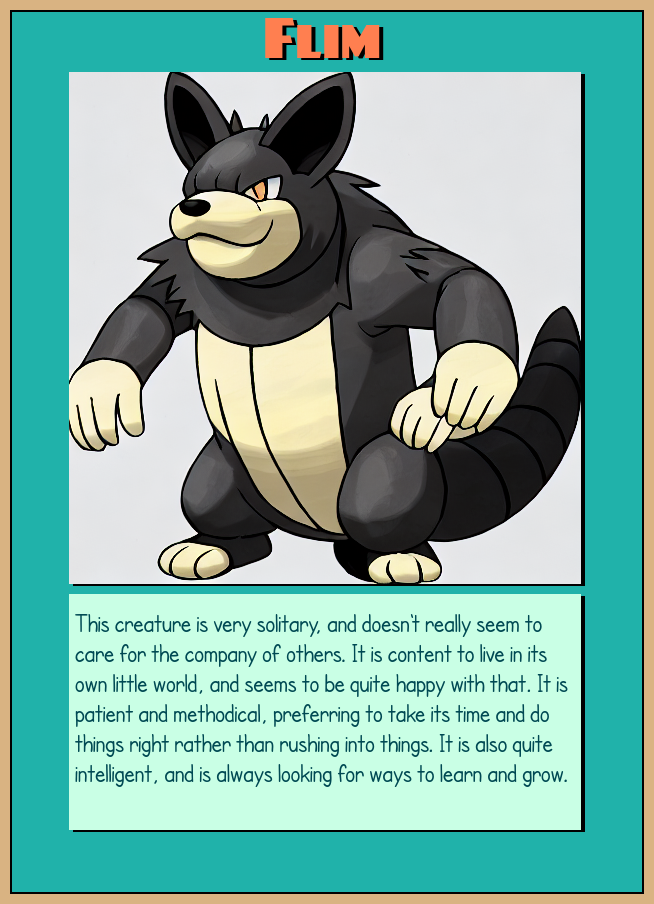 Flim
This creature is very solitary, and doesn't really seem to
care for the company of others. It is content to live in its
own little world, and seems to be quite happy with that. It is
patient and methodical, preferring to take its time and do
things right rather than rushing into things. It is also quite
intelligent, and is always looking for ways to learn and grow.